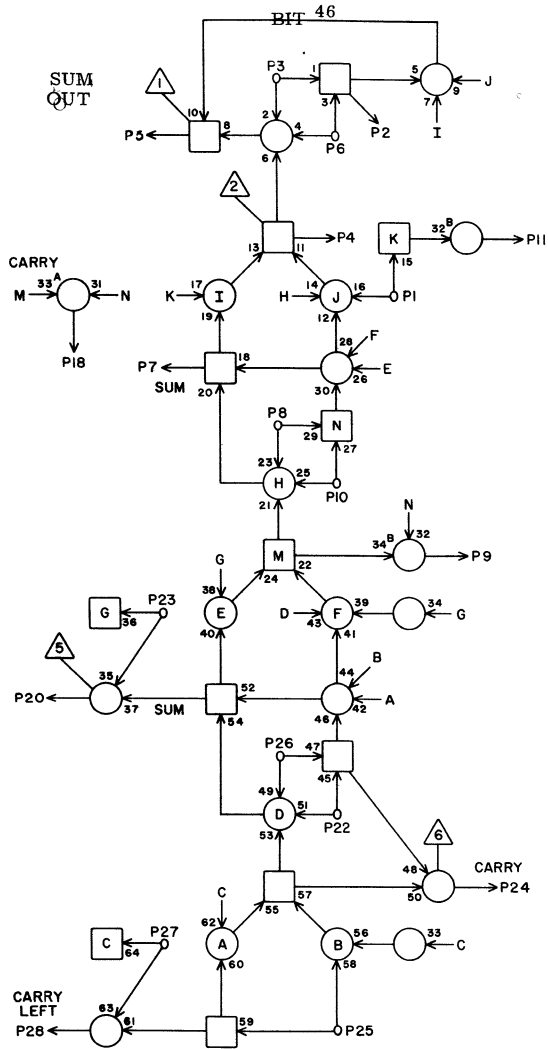 BIT 46
P3 1 5 J
SUM OUT 1 3 7 9
10 8 2 4 P2 I
P5 6 P6
2
13 11 P4 K 32 B P11
15
CARRY
33 A 31 17 I 14 J 16 P1
M N K 19 H 12
P18
28 F
P7 18 26 E
SUM 20 30
P8 N
29 27
23 H 25 P10
21
N
M 34 B 32 P9
G 24 22
38 E F 39 34 G
G P23 40 D 43 41
36
5
35 44 B
P20 37 SUM 52 42 A
54 46
P26 47
45
49 D 51 P22
53
6
48 CARRY
55 57 50 P24
C
62 A B 56 33 C
C P27 60 58
64
CARRY LEFT
63
P28 61 59 P25